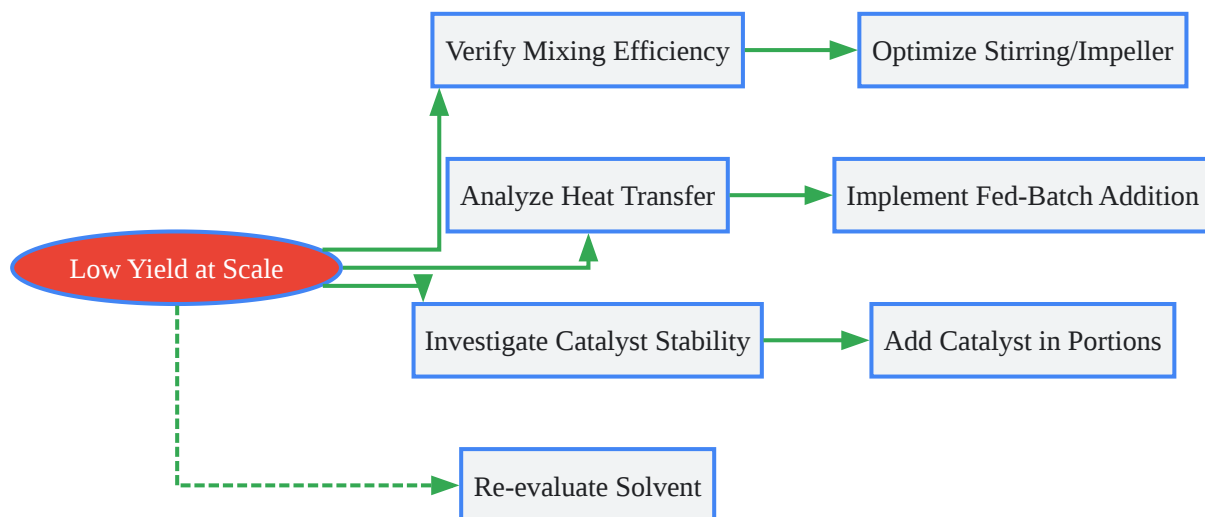 Verify Mixing Efficiency
Optimize Stirring/Impeller
Analyze Heat Transfer
Implement Fed-Batch Addition
Low Yield at Scale
Investigate Catalyst Stability
Add Catalyst in Portions
Re-evaluate Solvent